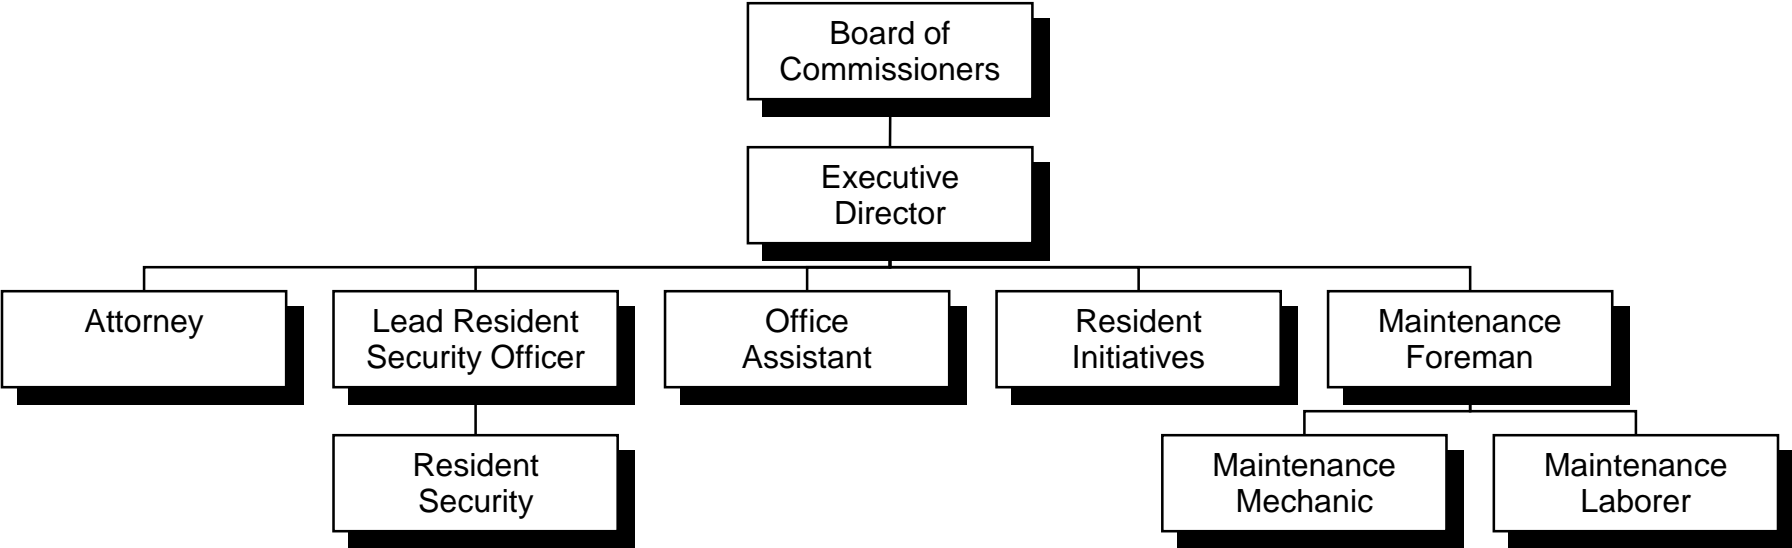 Board of
Commissioners
Executive
Director
Attorney
Lead Resident
Security Officer
Office
Assistant
Resident
Initiatives
Maintenance
Foreman
Resident
Security
Maintenance
Mechanic
Maintenance
Laborer